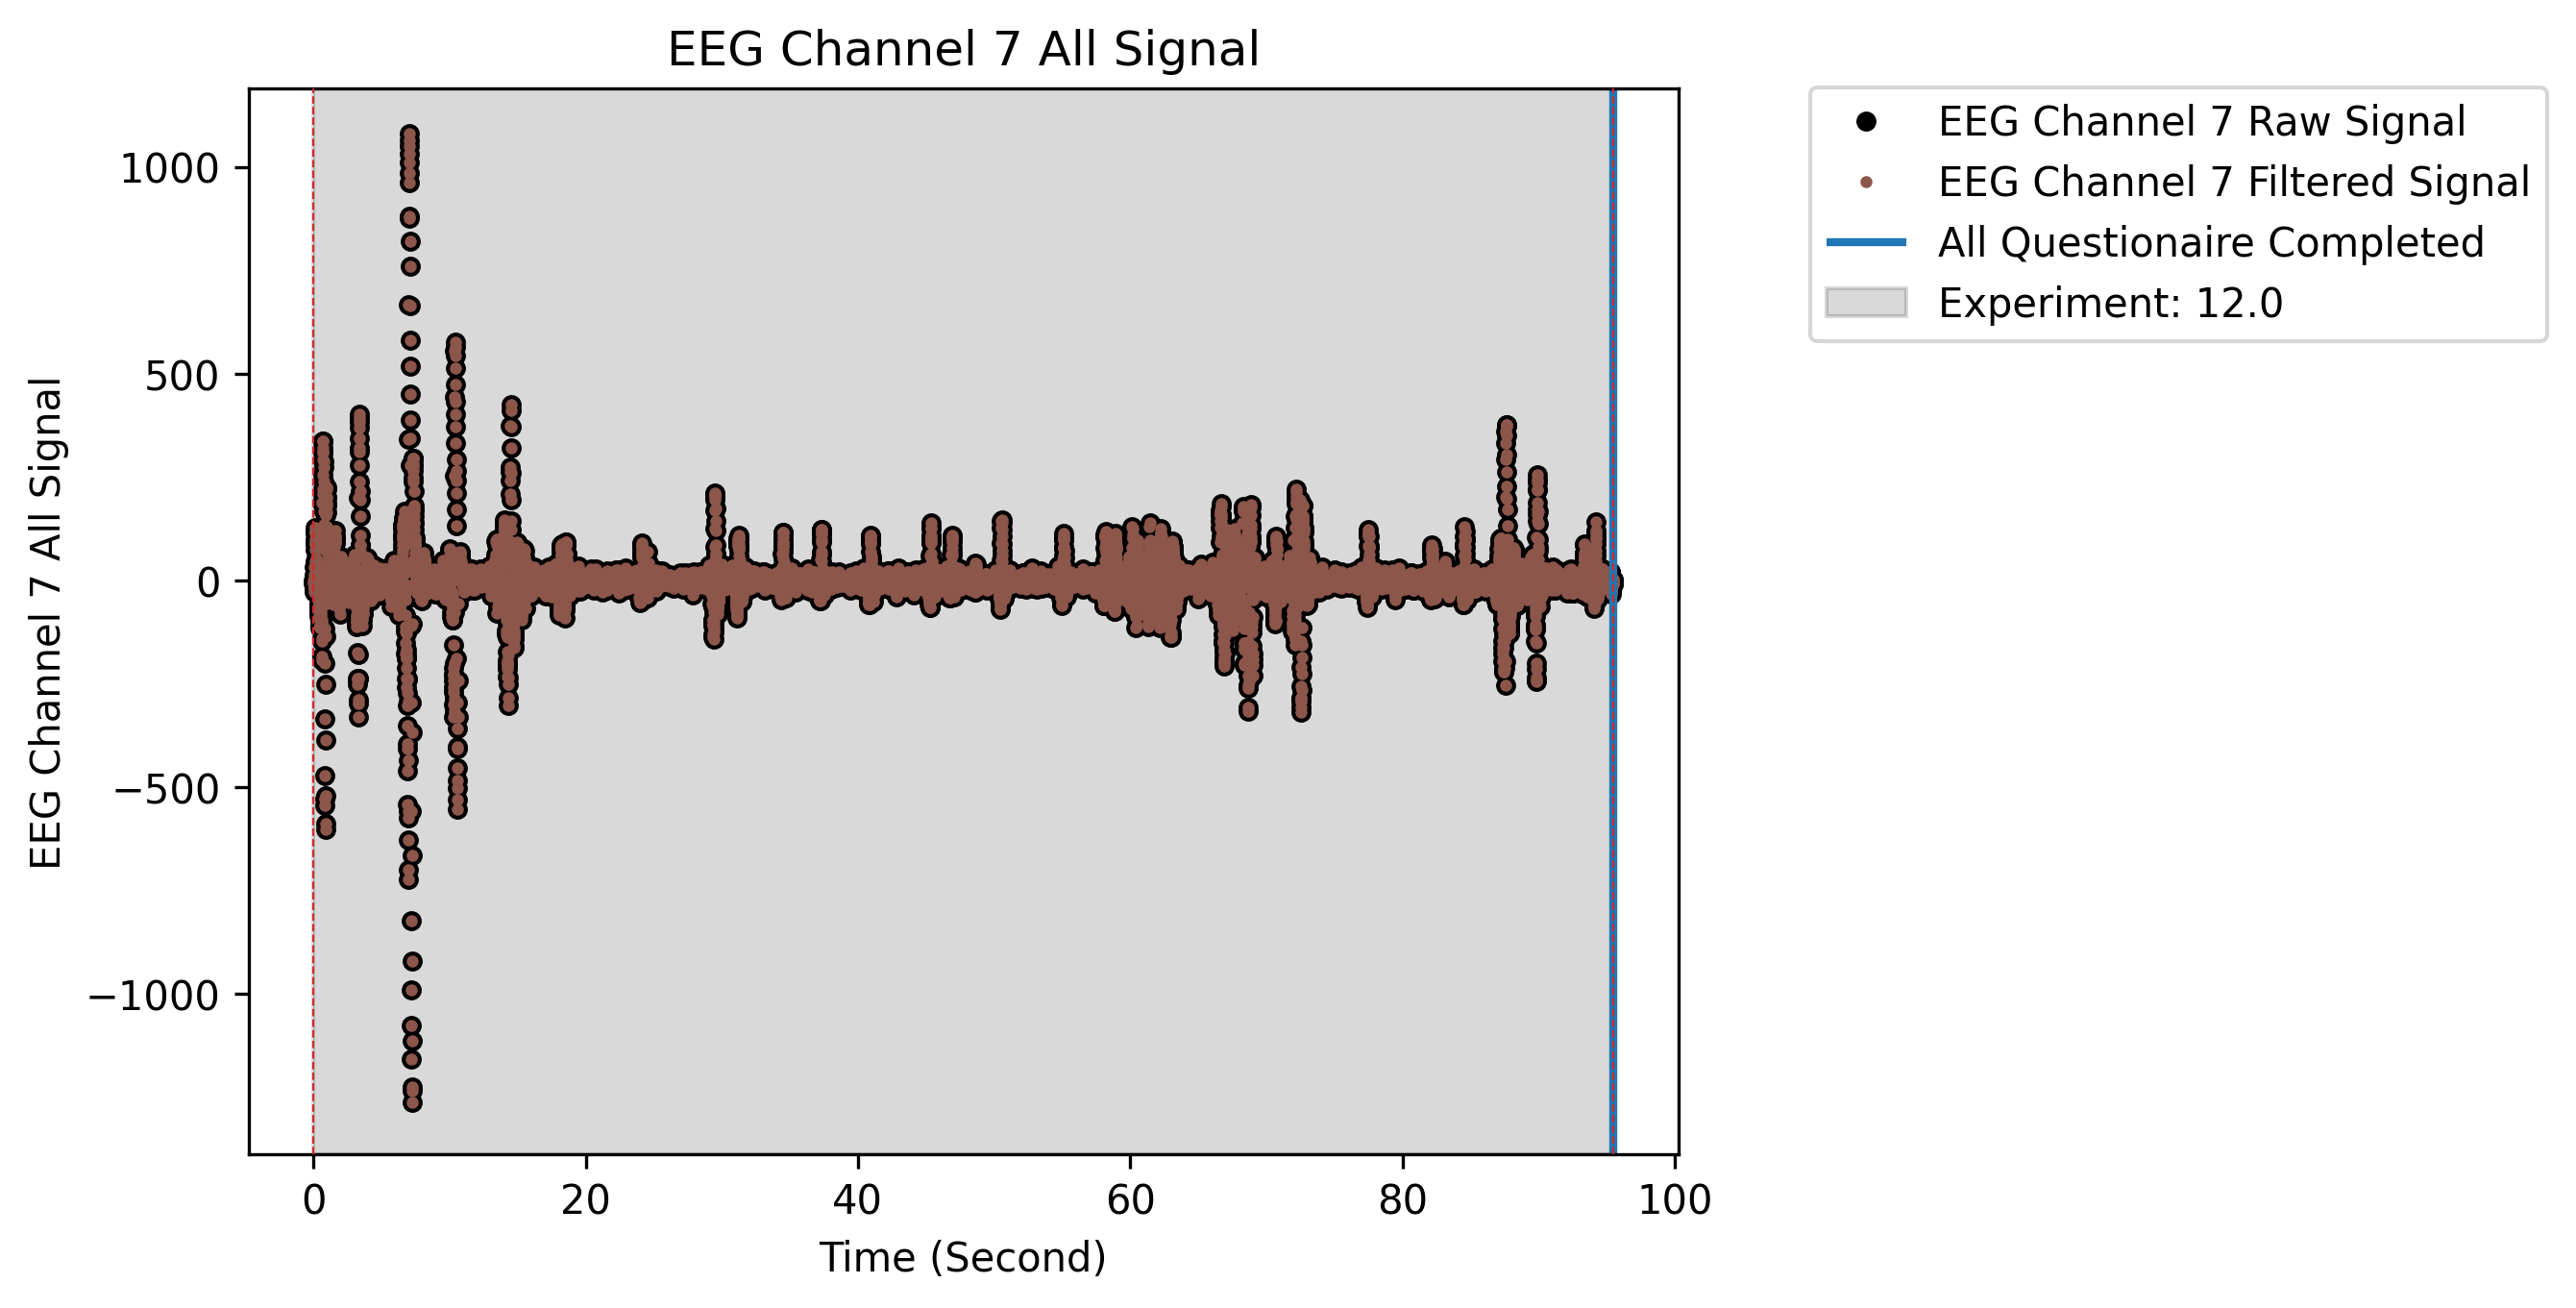 EEG Channel 7 All Signal
EEG Channel 7 Raw Signal
EEG Channel 7 Filtered Signal
All Questionaire Completed
Experiment: 12.0
EEG Channel 7 All Signal
1000
500
0
−500
−1000
0 20 40 60 80 100
Time (Second)